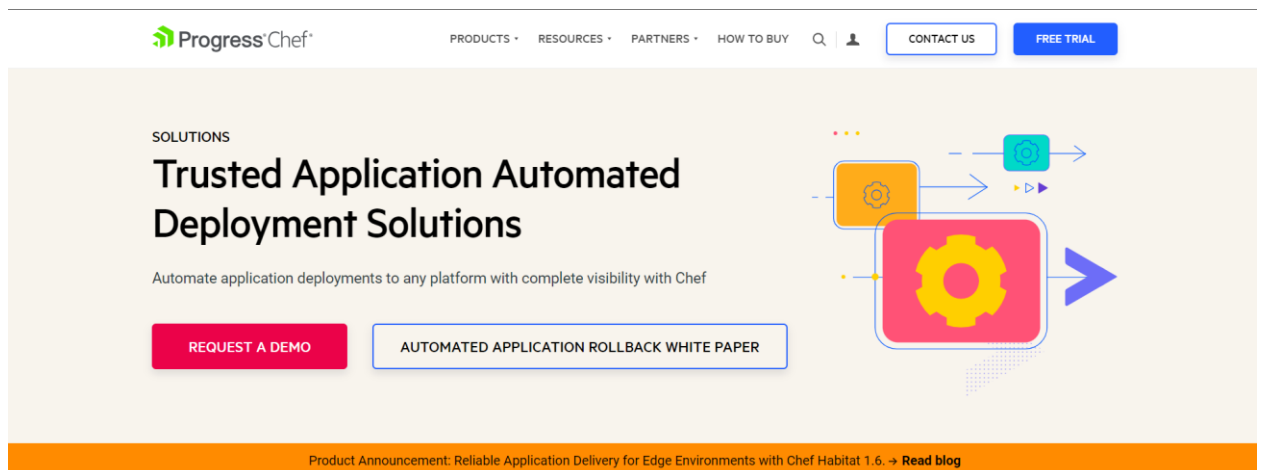 Progress Chef
PRODUCTS RESOURCES PARTNERS HOW TO BUY CONTACT US FREE TRIAL
SOLUTIONS
Trusted Application Automated
Deployment Solutions
Automate application deployments to any platform with complete visibility with Chef
REQUEST A DEMO AUTOMATED APPLICATION ROLLBACK WHITE PAPER
Product Announcement: Reliable Application Delivery for Edge Environments with Chef Habitat 1.6. → Read blog